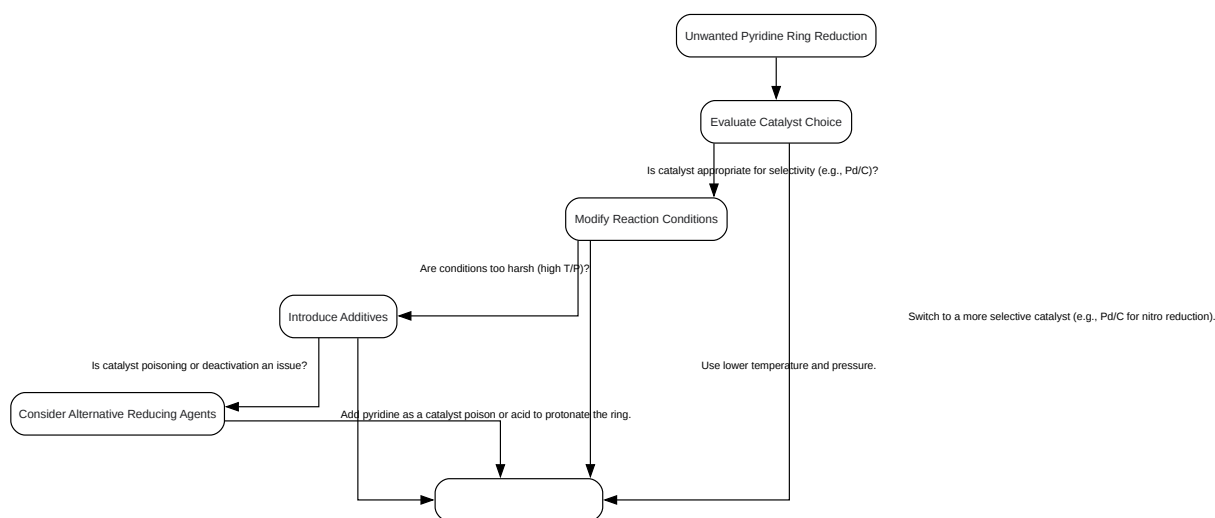 Unwanted Pyridine Ring Reduction
Evaluate Catalyst Choice
Is catalyst appropriate for selectivity (e.g., Pd/C)?
Modify Reaction Conditions
Are conditions too harsh (high T/P)?
Introduce Additives
Switch to a more selective catalyst (e.g., Pd/C for nitro reduction).
Is catalyst poisoning or deactivation an issue?
Use lower temperature and pressure.
Consider Alternative Reducing Agents
Add pyridine as a catalyst poison or acid to protonate the ring.